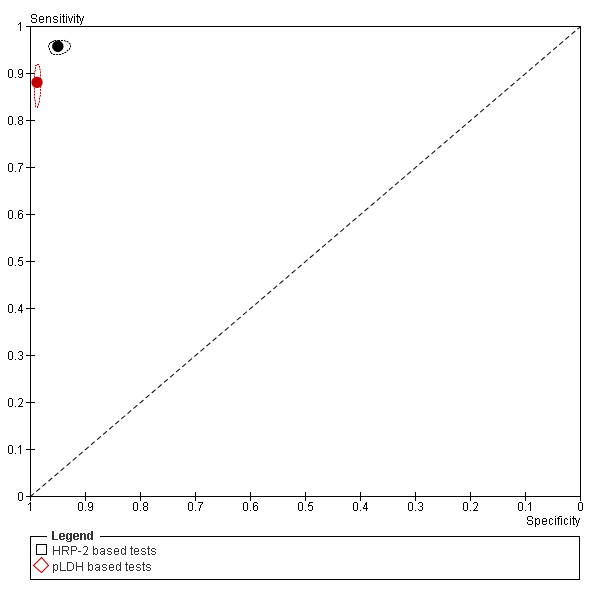 Sensitivity
1
0.9
0.8
0.7
0.6
0.5
0.4
0.3
0.2
0.1
0
1 0.9 0.8 0.7 0.6 0.5 0.4 0.3 0.2 0.1 0
Specificity
Legend
HRP-2 based tests
pLDH based tests